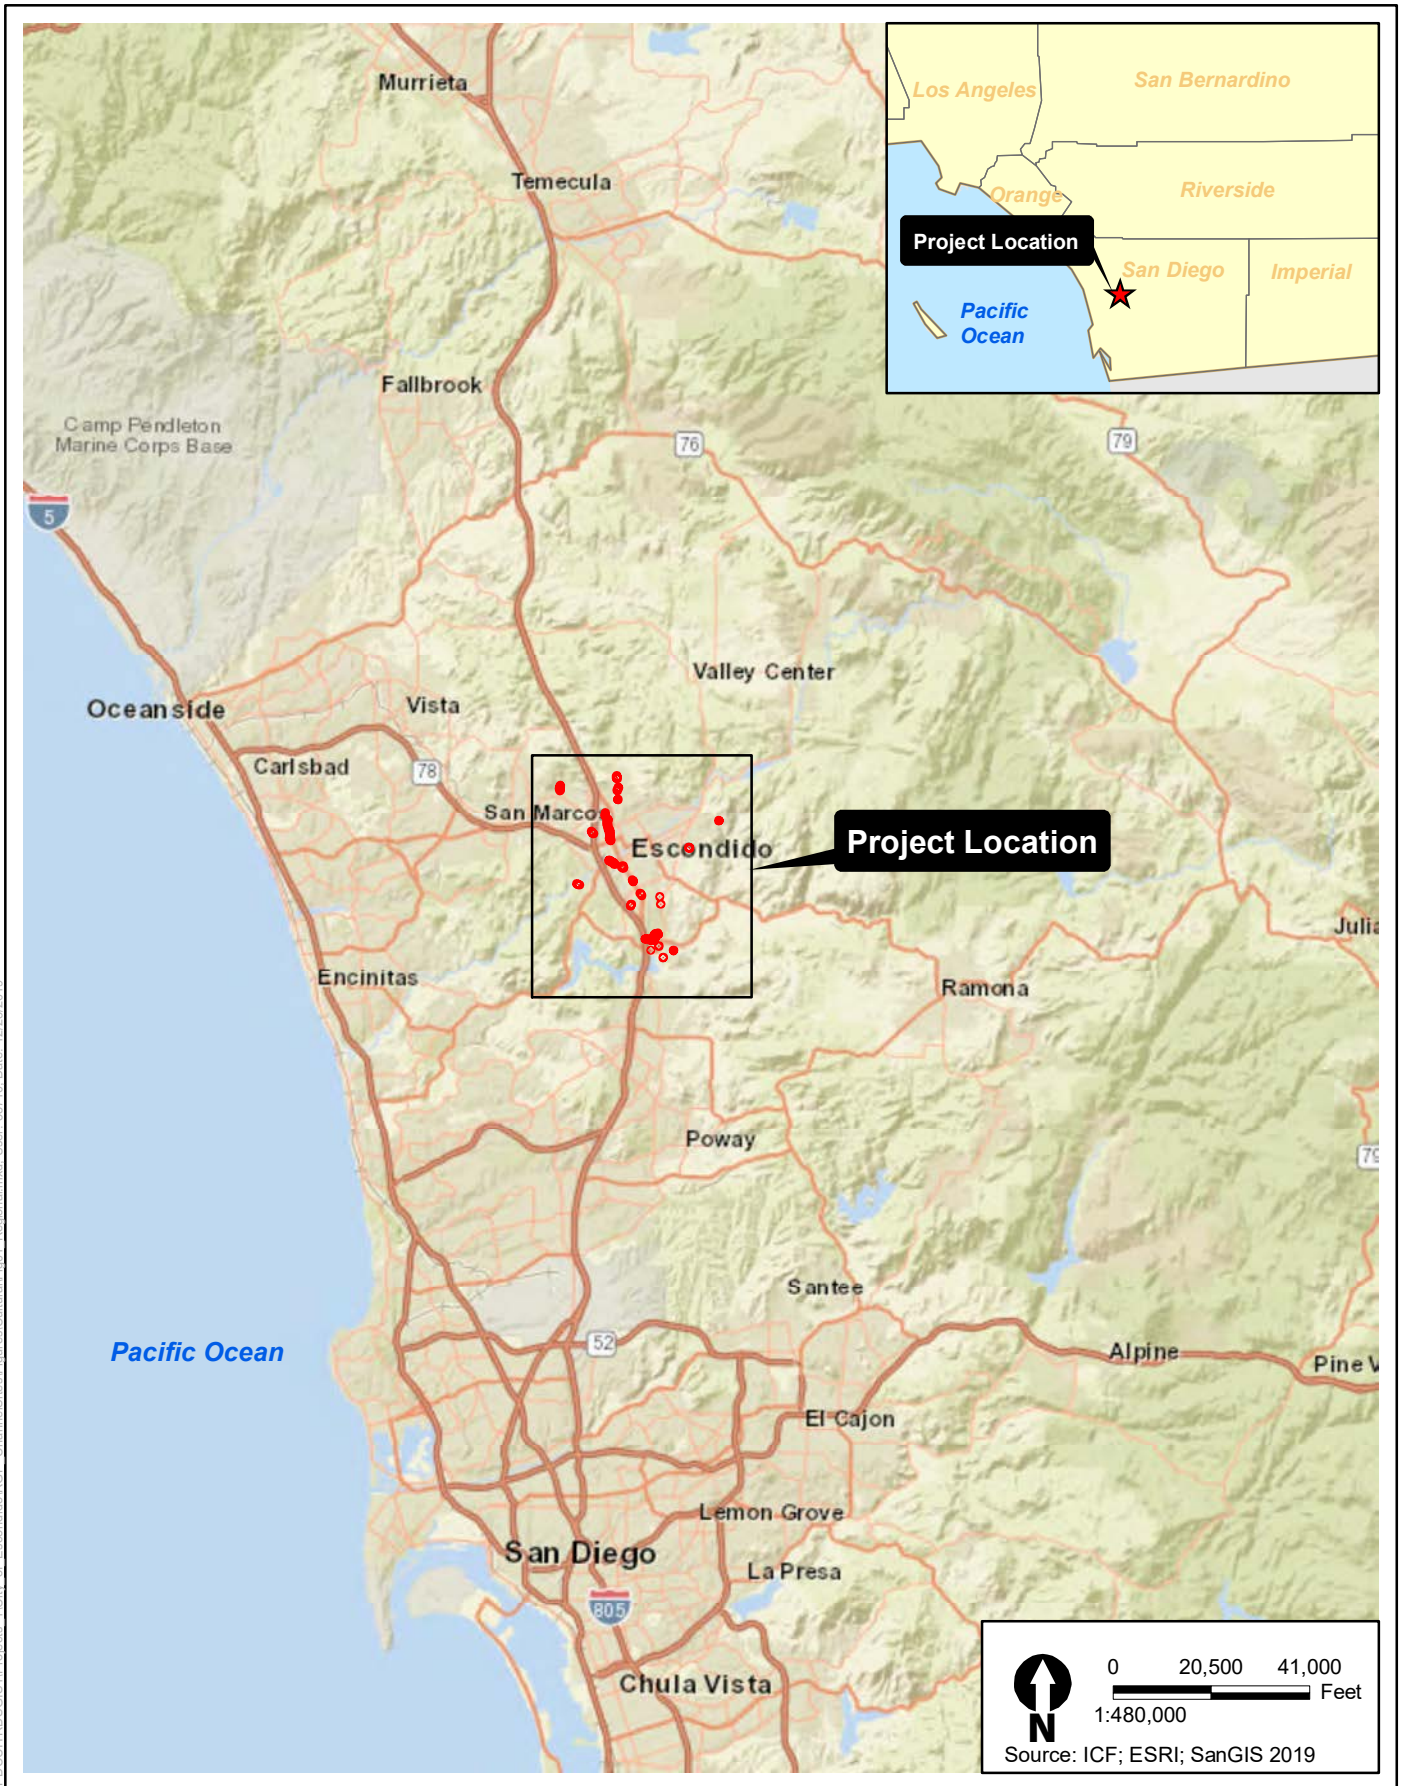 Murrieta
Temecula
Fallbrook
Camp Pendleton
Marine Corps Base
5
76
79
Valley Center
Oceanside
Vista
Carlsbad
78
San Marcos
Escondido
Project Location
Encinitas
Ramona
Julia
Poway
79
Santee
Pacific Ocean
52
Alpine
Pine V
El Cajon
Lemon Grove
San Diego
La Presa
805
Chula Vista
Los Angeles
San Bernardino
Orange
Riverside
Project Location
San Diego
Imperial
Pacific
Ocean
0 20,500 41,000
Feet
1:480,000
N
Source: ICF; ESRI; SanGIS 2019